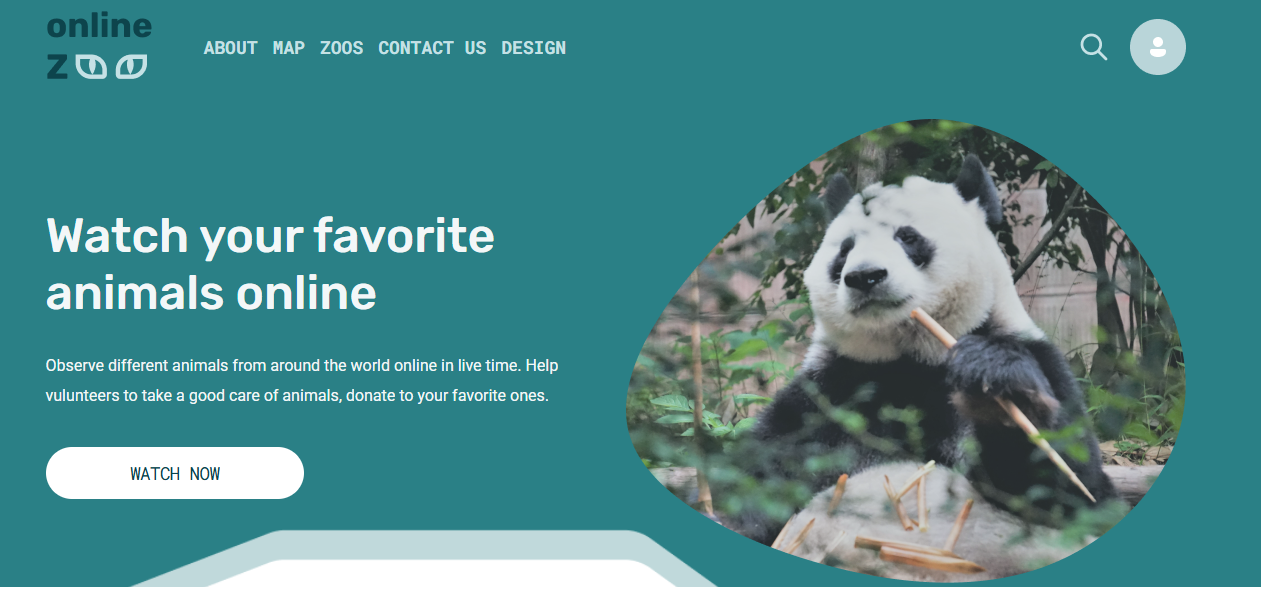 online
ZOO
ABOUT MAP ZOOS CONTACT US DESIGN
Watch your favorite
animals online
Observe different animals from around the world online in live time. Help
vulunteers to take a good care of animals, donate to your favorite ones.
WATCH NOW